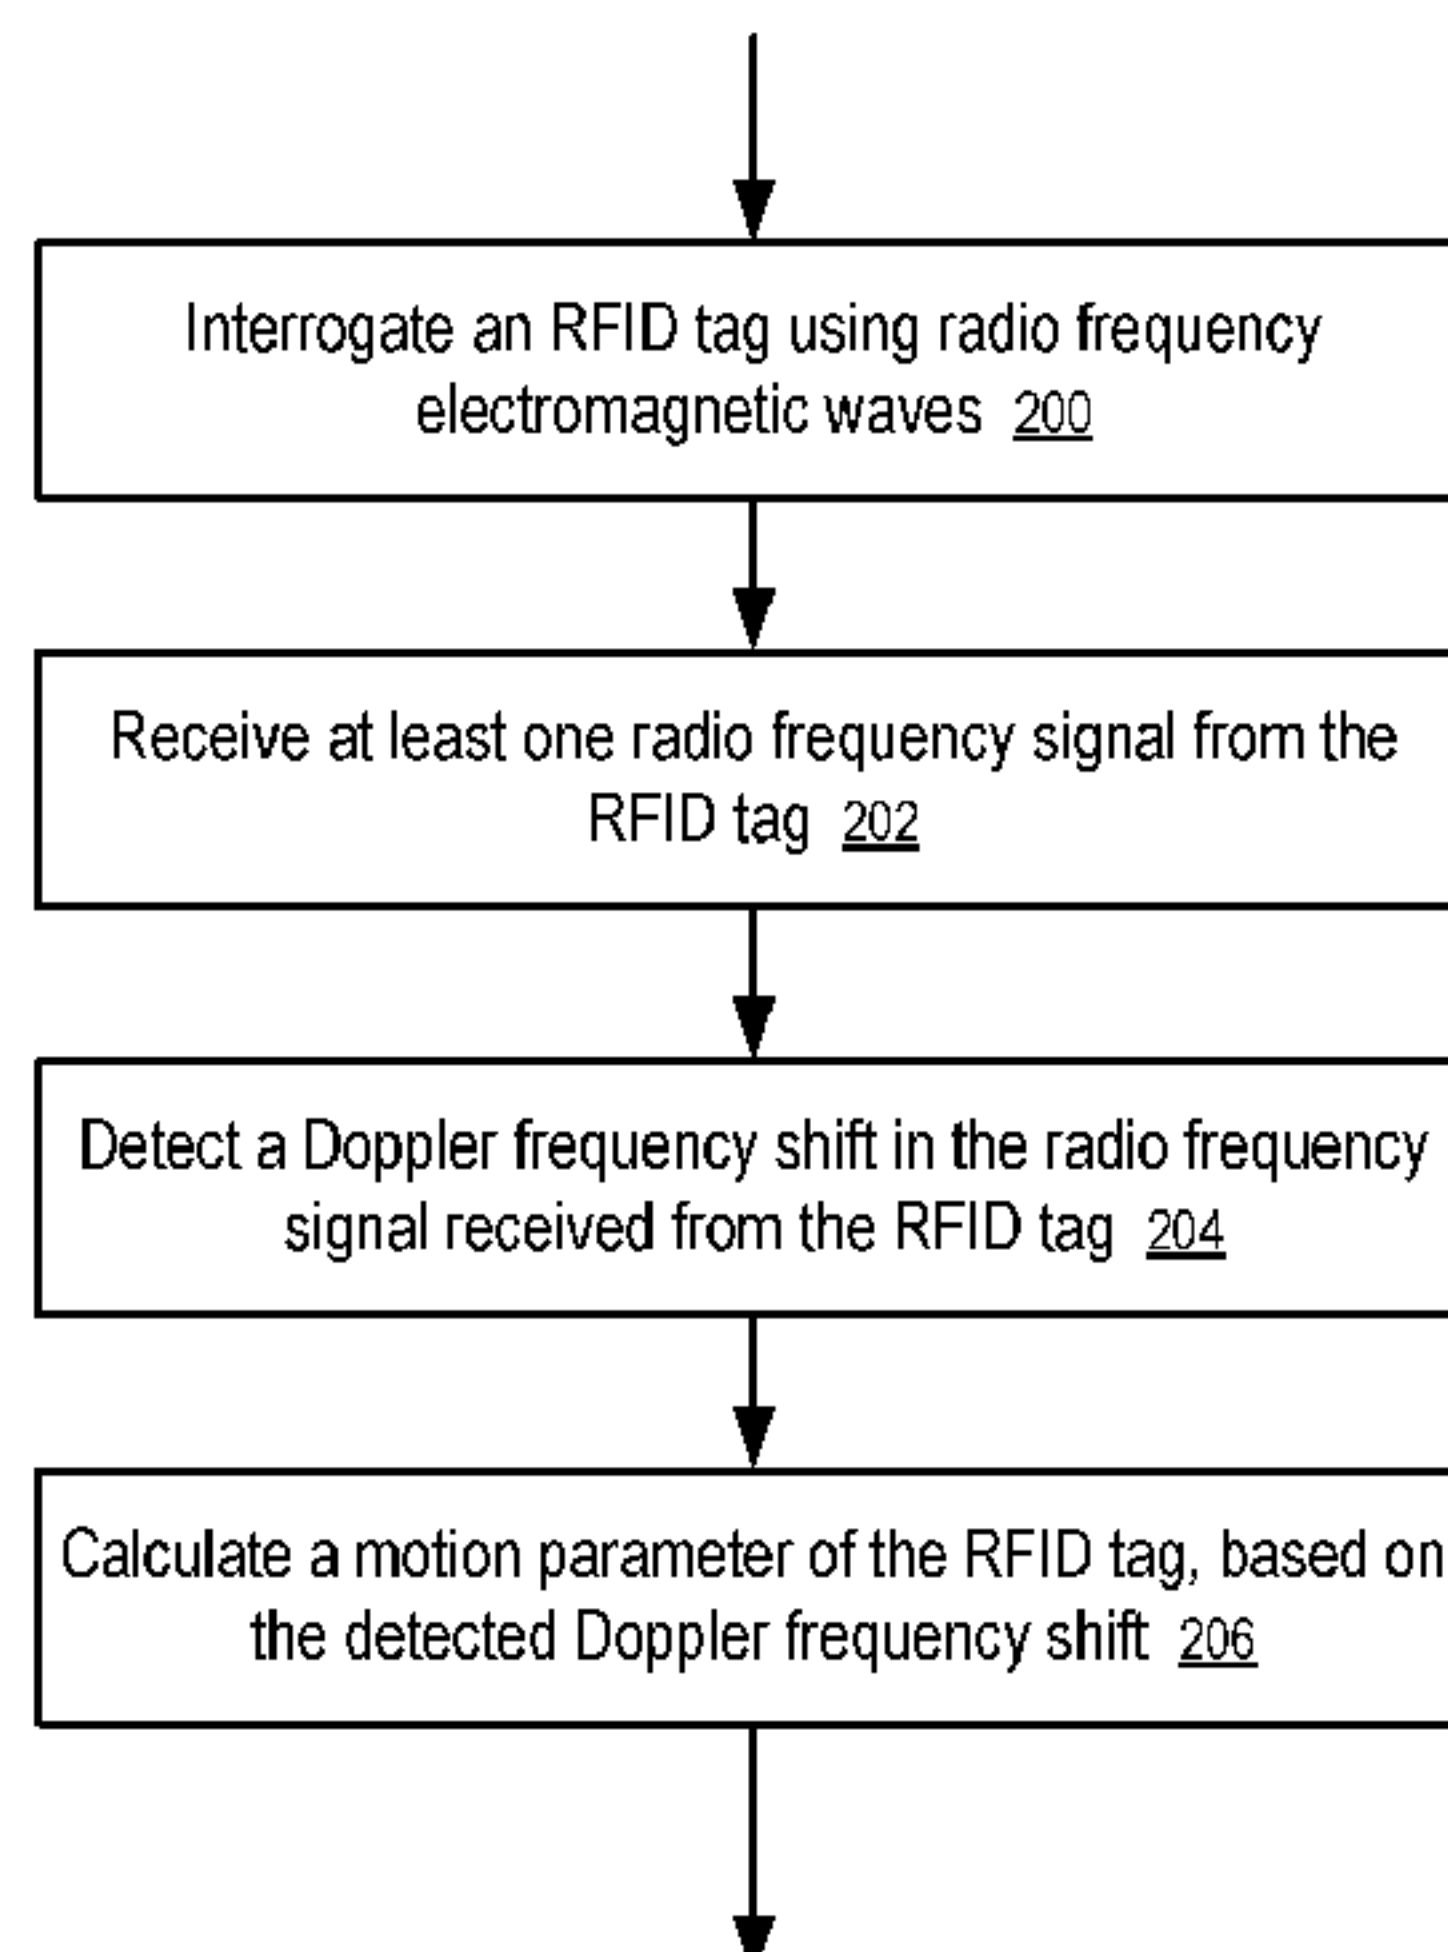 Interrogate an RFID tag using radio frequency
electromagnetic waves 200
Receive at least one radio frequency signal from the
RFID tag 202
Detect a Doppler frequency shift in the radio frequency
signal received from the RFID tag 204
Calculate a motion parameter of the RFID tag, based on
the detected Doppler frequency shift 206